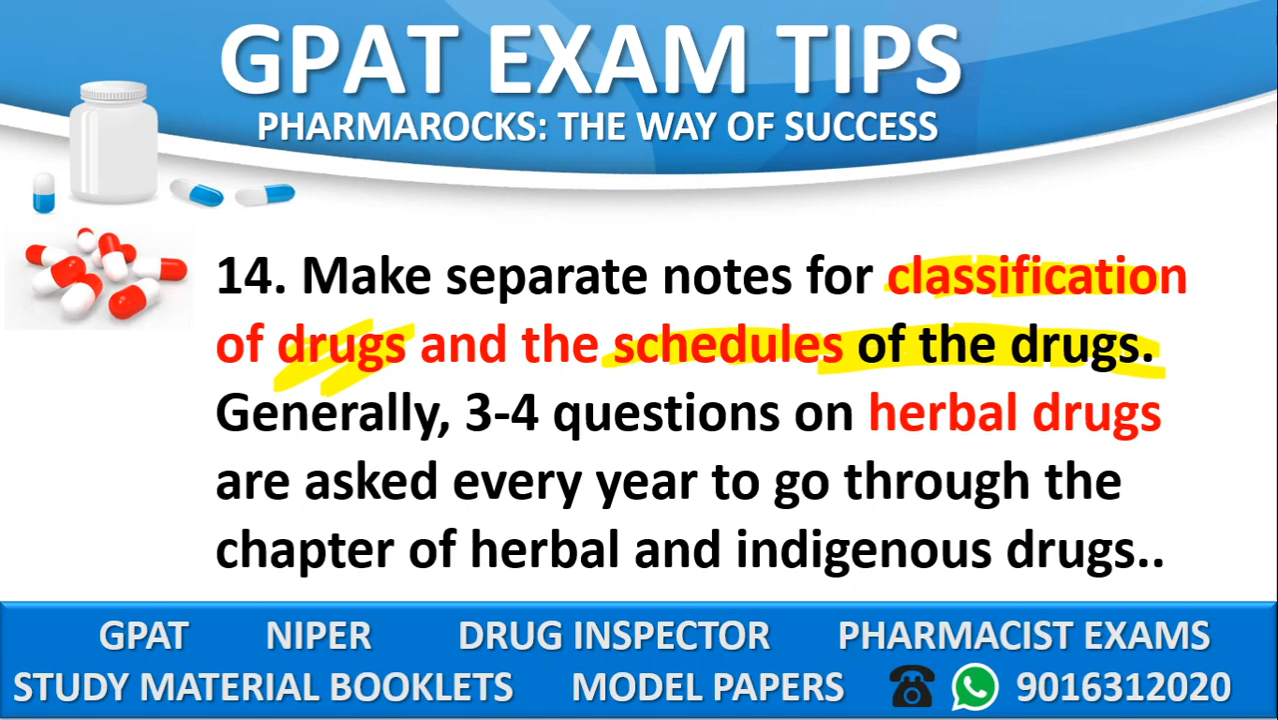 GPAT EXAM TIPS
PHARMAROCKS: THE WAY OF SUCCESS
14. Make separate notes for classification
of drugs and the schedules of the drugs.
Generally, 3-4 questions on herbal drugs
are asked every year to go through the
chapter of herbal and indigenous drugs..
GPAT NIPER DRUG INSPECTOR PHARMACIST EXAMS
STUDY MATERIAL BOOKLETS MODEL PAPERS 9016312020